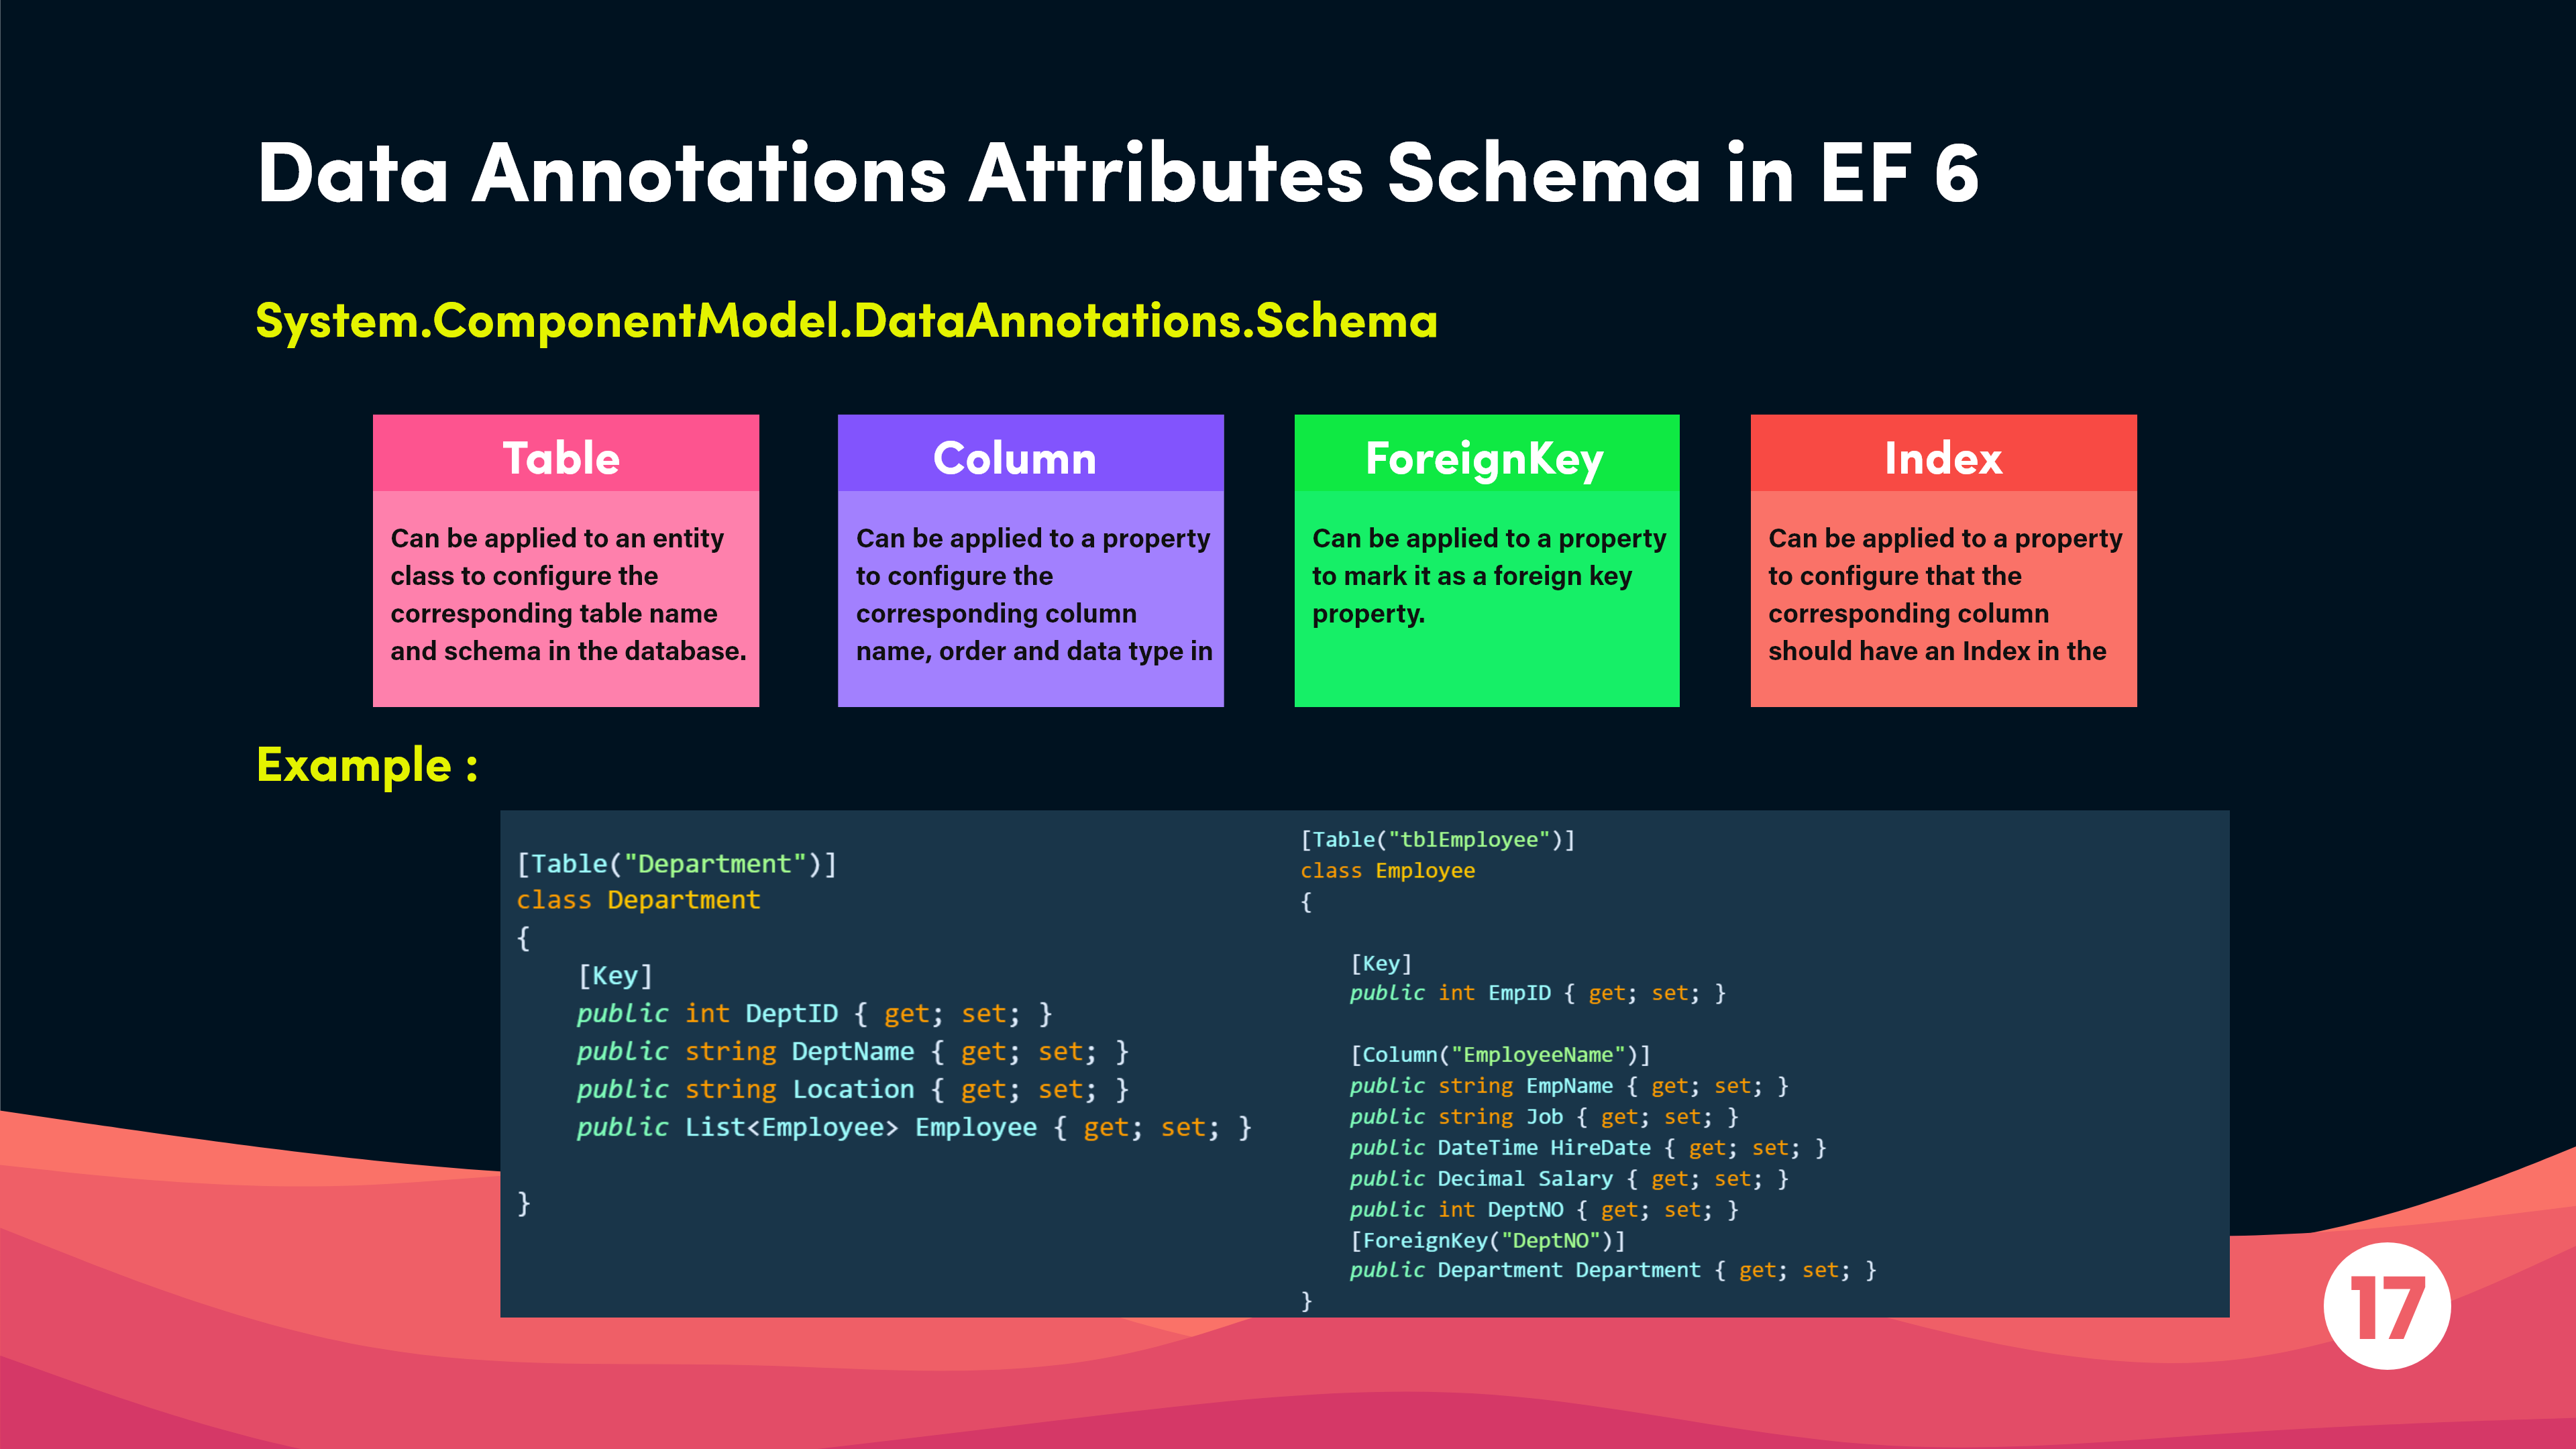 Data Annotations Attributes Schema in EF 6
System.ComponentModel.DataAnnotations.Schema
Table
Can be applied to an entity
class to configure the
corresponding table name
and schema in the database.
Column
Can be applied to a property
to configure the
corresponding column
name, order and data type in
ForeignKey
Can be applied to a property
to mark it as a foreign key
property.
Index
Can be applied to a property
to configure that the
corresponding column
should have an Index in the
Example :
[Table("Department")]
class Department
{
[Key]
public int DeptID { get; set; }
public string DeptName { get; set; }
public string Location { get; set; }
public List<Employee> Employee { get; set; }
}
[Table("tblEmployee")]
class Employee
{
[Key]
public int EmpID { get; set; }
[Column("EmployeeName")]
public string EmpName { get; set; }
public string Job { get; set; }
public DateTime HireDate { get; set; }
public Decimal Salary { get; set; }
public int DeptNO { get; set; }
[ForeignKey("DeptNO")]
public Department Department { get; set; }
}
17